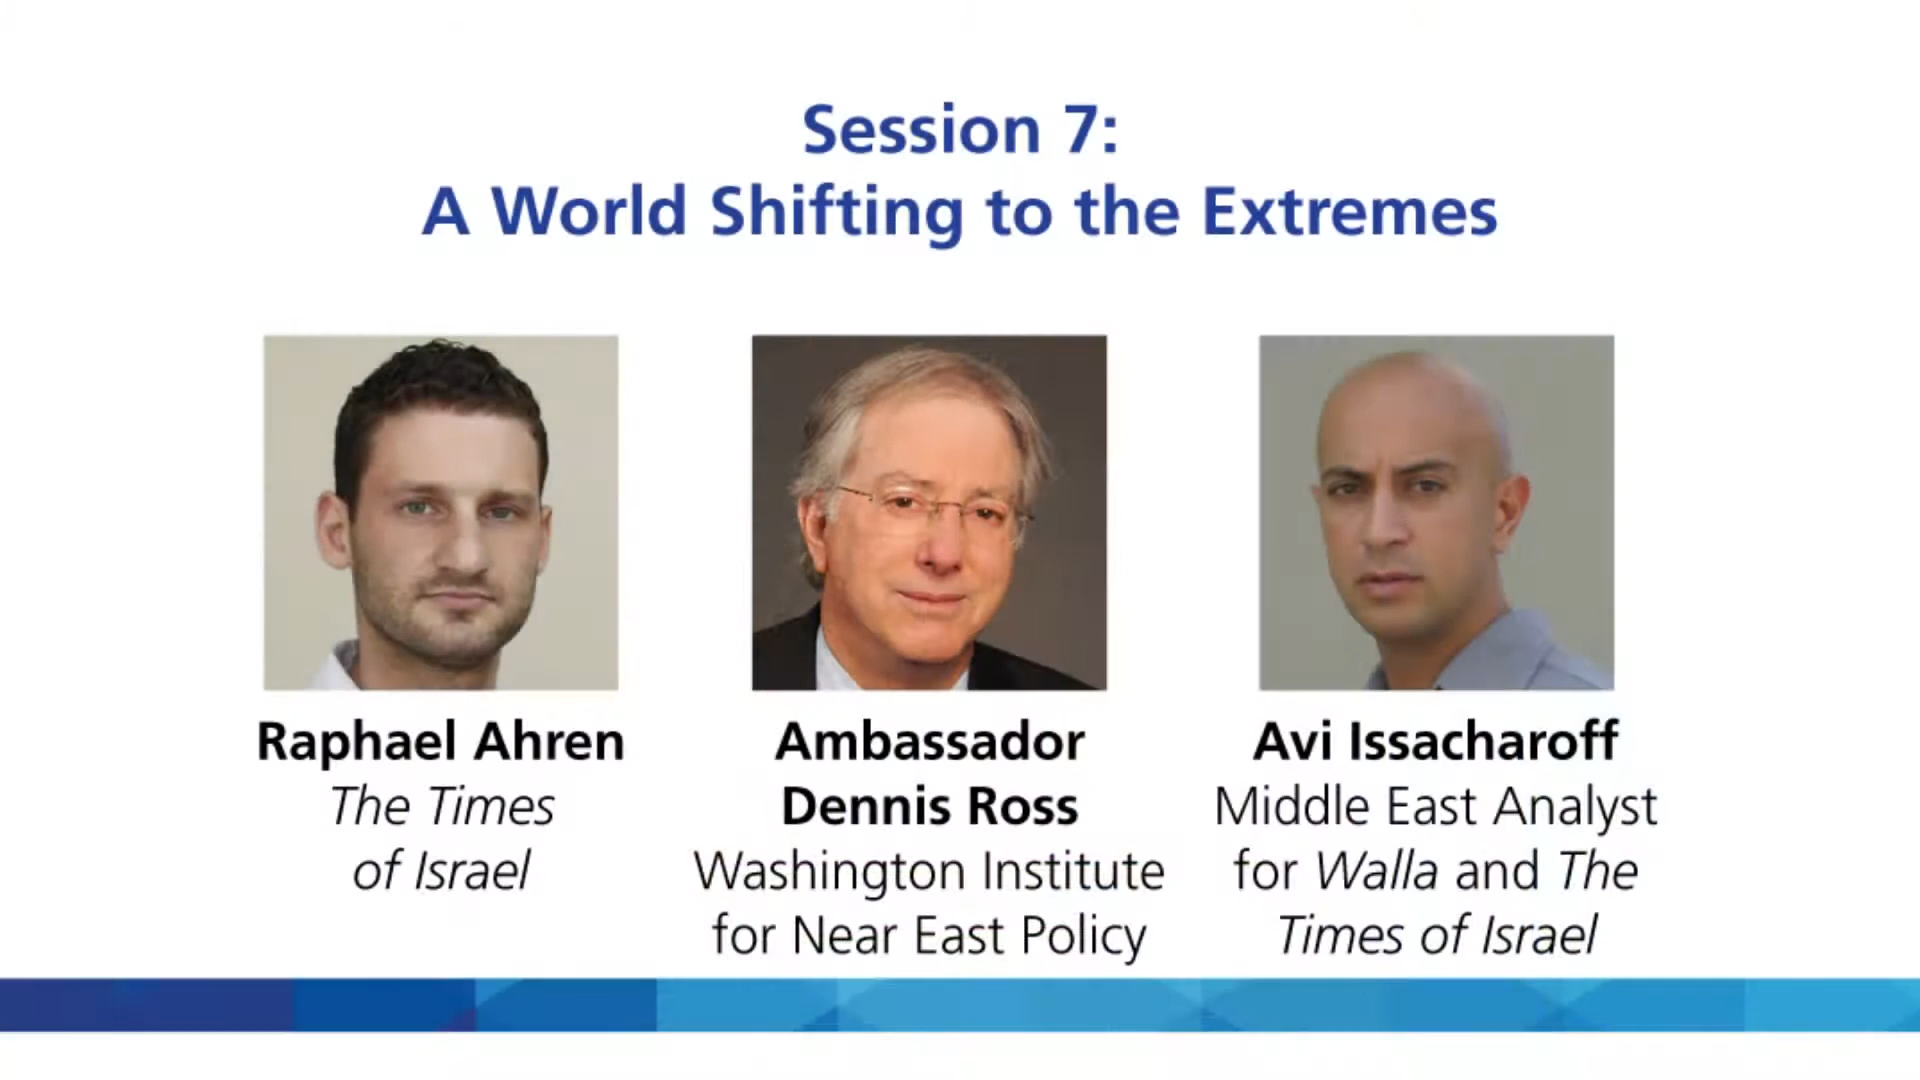 Session 7:
A World Shifting to the Extremes
Raphael Ahren
The Times
of Israel
Ambassador
Dennis Ross
Washington Institute
for Near East Policy
Avi Issacharoff
Middle East Analyst
for Walla and The
Times of Israel